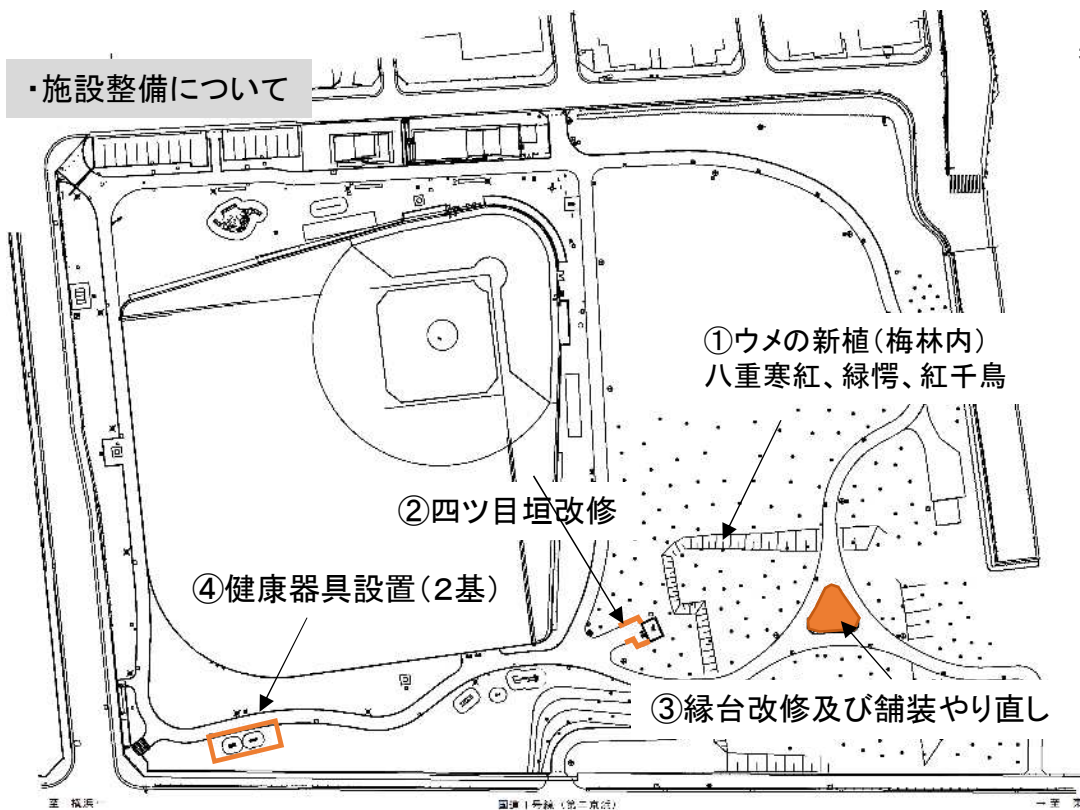 ・施設整備について
①ウメの新植(梅林内)
八重寒紅、緑愕、紅千鳥
②四ツ目垣改修
④健康器具設置(2基)
③縁台改修及び舗装やり直し
至 横浜
国道1号線(第二京浜)
至